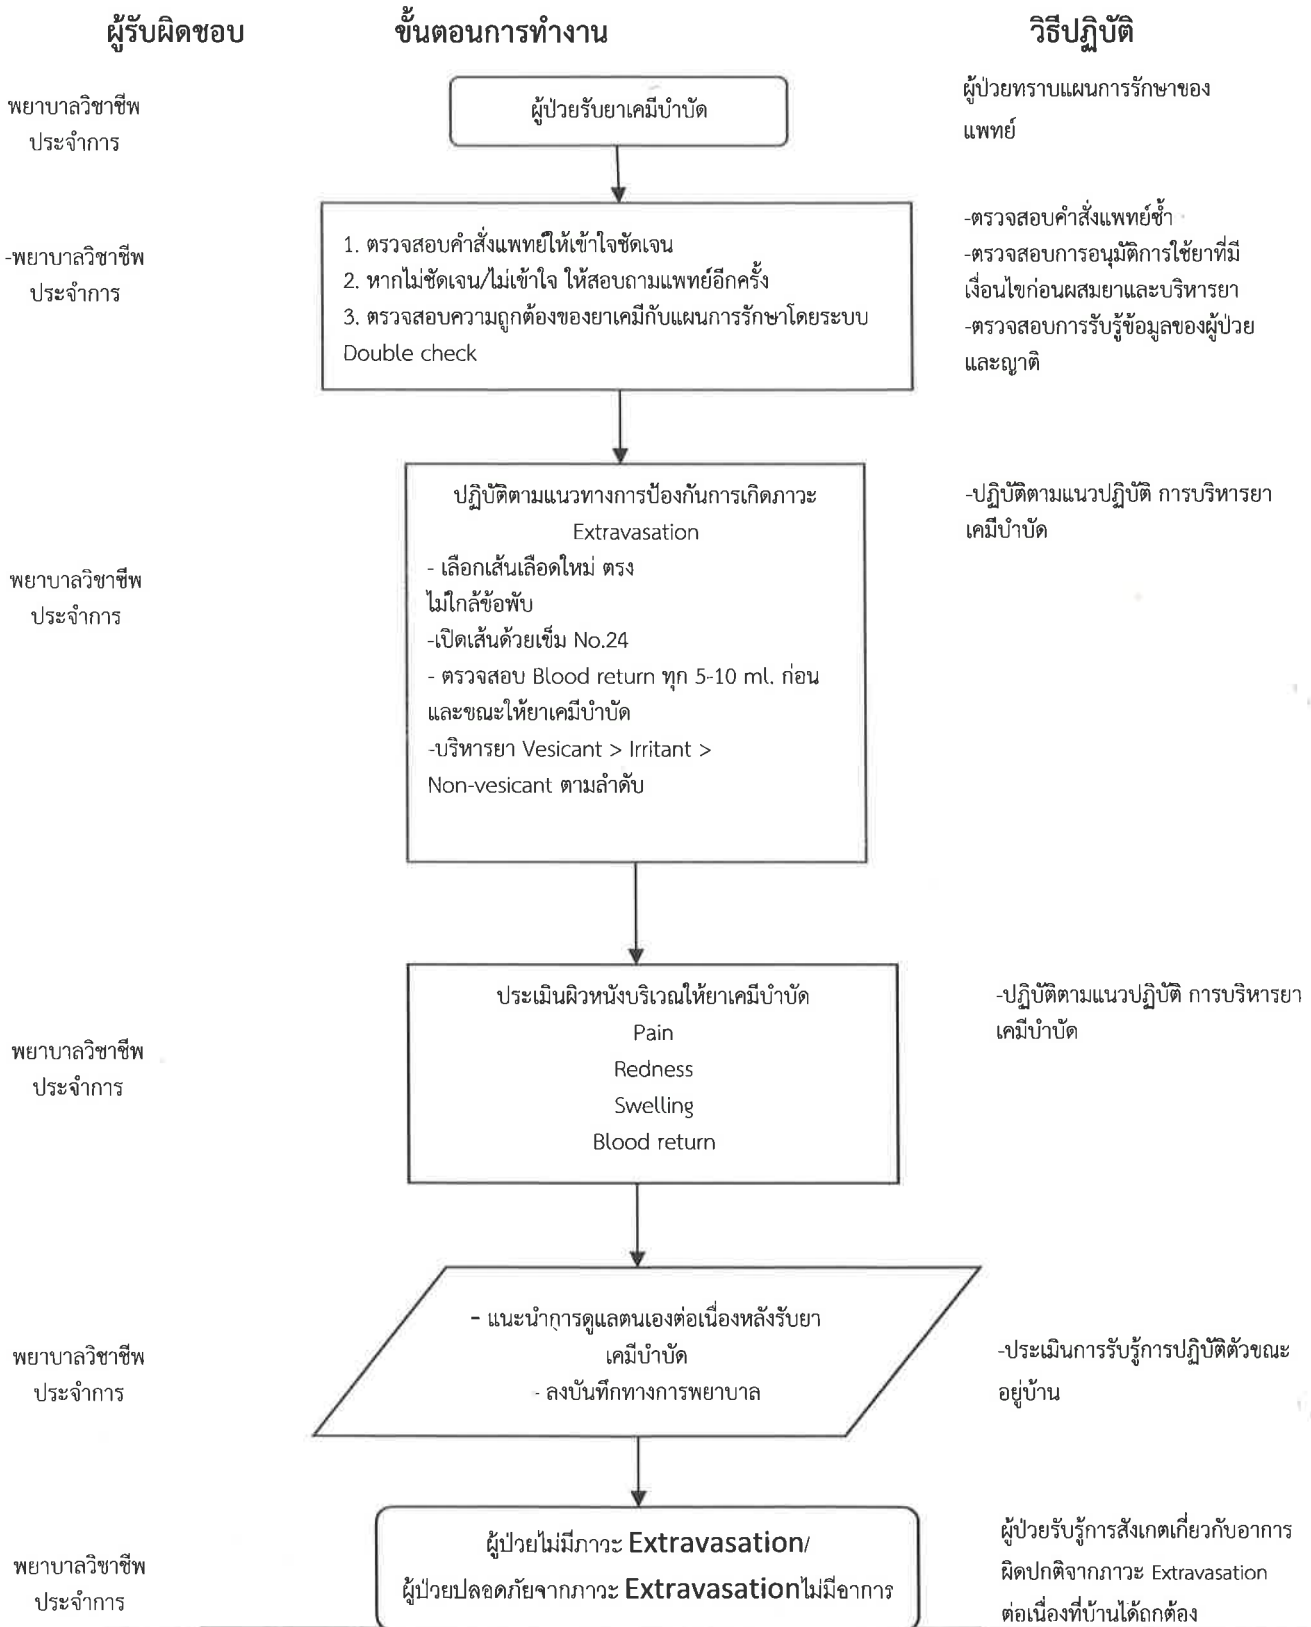 ผู้รับผิดชอบ
ขั้นตอนการทำงาน
วิธีปฏิบัติ
พยาบาลวิชาชีพ
ประจำการ
ผู้ป่วยรับยาเคมีบำบัด
ผู้ป่วยทราบแผนการรักษาของ
แพทย์
-พยาบาลวิชาชีพ
ประจำการ
1. ตรวจสอบคำสั่งแพทย์ให้เข้าใจชัดเจน
2. หากไม่ชัดเจน/ไม่เข้าใจ ให้สอบถามแพทย์อีกครั้ง
3. ตรวจสอบความถูกต้องของยาเคมีกับแผนการรักษาโดยระบบ
Double check
-ตรวจสอบคำสั่งแพทย์ซ้ำ
-ตรวจสอบการอนุมัติการใช้ยาที่มี
เงื่อนไขก่อนผสมยาและบริหารยา
-ตรวจสอบการรับรู้ข้อมูลของผู้ป่วย
และญาติ
พยาบาลวิชาชีพ
ประจำการ
ปฏิบัติตามแนวทางการป้องกันการเกิดภาวะ
Extravasation
- เลือกเส้นเลือดใหม่ ตรง
ไม่ใกล้ข้อพับ
-เปิดเส้นด้วยเข็ม No.24
- ตรวจสอบ Blood return ทุก 5-10 ml. ก่อน
และขณะให้ยาเคมีบำบัด
-บริหารยา Vesicant > Irritant >
Non-vesicant ตามลำดับ
-ปฏิบัติตามแนวปฏิบัติ การบริหารยา
เคมีบำบัด
พยาบาลวิชาชีพ
ประจำการ
ประเมินผิวหนังบริเวณให้ยาเคมีบำบัด
Pain
Redness
Swelling
Blood return
-ปฏิบัติตามแนวปฏิบัติ การบริหารยา
เคมีบำบัด
พยาบาลวิชาชีพ
ประจำการ
- แนะนำการดูแลตนเองต่อเนื่องหลังรับยา
เคมีบำบัด
- ลงบันทึกทางการพยาบาล
-ประเมินการรับรู้การปฏิบัติตัวขณะ
อยู่บ้าน
พยาบาลวิชาชีพ
ประจำการ
ผู้ป่วยไม่มีภาวะ Extravasation/
ผู้ป่วยปลอดภัยจากภาวะ Extravasationไม่มีอาการ
ผู้ป่วยรับรู้การสังเกตเกี่ยวกับอาการ
ผิดปกติจากภาวะ Extravasation
ต่อเนื่องที่บ้านได้ถูกต้อง